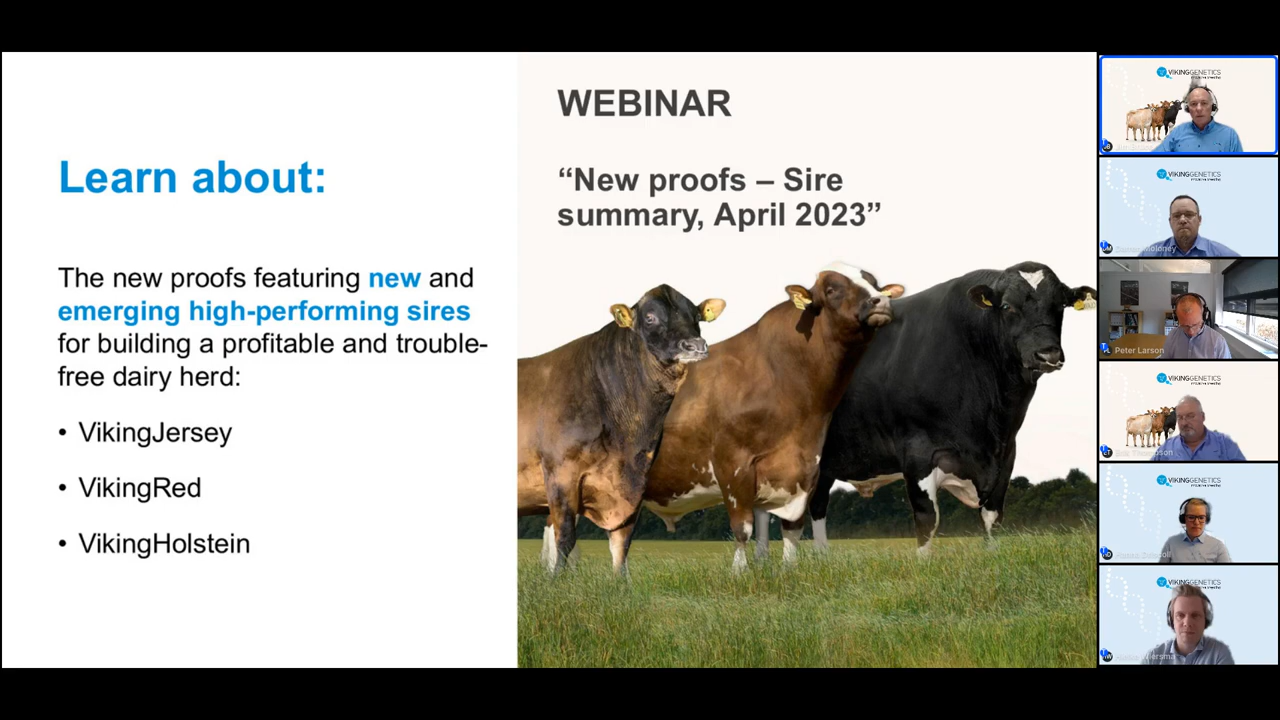 Learn about:
The new proofs featuring new and
emerging high-performing sires
for building a profitable and trouble-
free dairy herd:
• VikingJersey
• VikingRed
• VikingHolstein
WEBINAR
“New proofs – Sire
summary, April 2023”
VIKINGGENETICS
VIKINGGENETICS
Peter Larson
VIKINGGENETICS
VIKINGGENETICS
VIKINGGENETICS